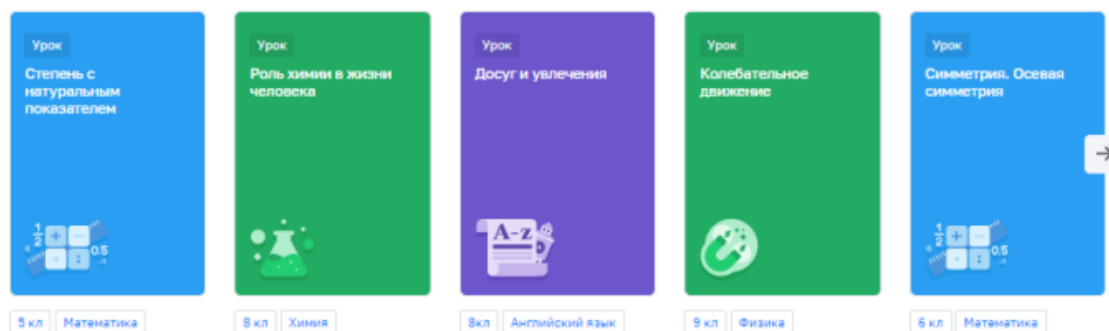 Урок
Степень с
натуральным
показателем
5 кл Математика
Урок
Роль химии в жизни
человека
8 кл Химия
Урок
Досуг и увлечения
A-z
8кл Английский язык
Урок
Колебательное
движение
9 кл Физика
Урок
Симметрия. Осевая
симметрия
6 кл Математика